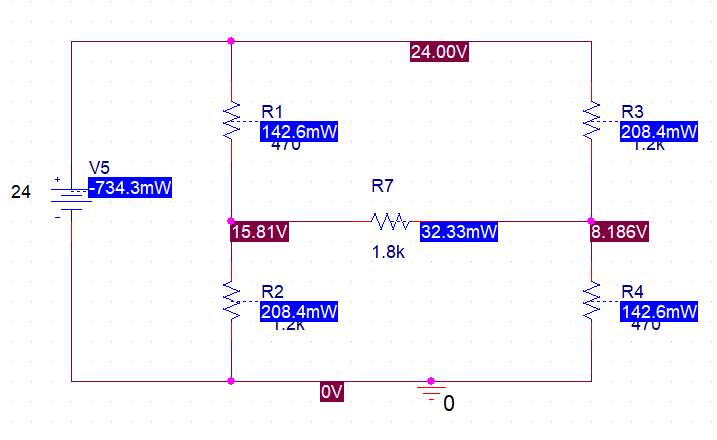 24.00V
R1
142.6mW
470
R3
208.4mW
1.2k
V5
-734.3mW
24
+
-
R7
15.81V
32.33mW
8.186V
1.8k
R2
208.4mW
1.2k
R4
142.6mW
470
0V
0